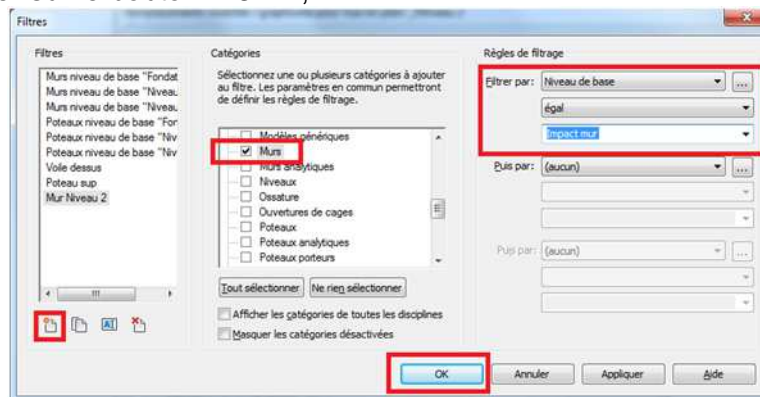 Filtres
Filtres
Murs niveau de base "Fondat
Murs niveau de base "Niveau
Murs niveau de base "Niveau
Poteaux niveau de base "For
Poteaux niveau de base "Niv
Poteaux niveau de base "Niv
Voile dessus
Poteau sup
Mur Niveau 2
Catégories
Sélectionnez une ou plusieurs catégories à ajouter
au filtre. Les paramètres en commun permettront
de définir les règles de filtrage.
Modèles génériques
Murs
Murs analytiques
Niveaux
Ossature
Ouvertures de cages
Poteaux
Poteaux analytiques
Poteaux porteurs
Tout sélectionner Ne rien sélectionner
Afficher les catégories de toutes les disciplines
Masquer les catégories désactivées
Règles de filtrage
Filtrer par: Niveau de base ...
égal
Impact mur
Puis par: (aucun) ...
Puis par: (aucun) ...
OK Annuler Appliquer Aide